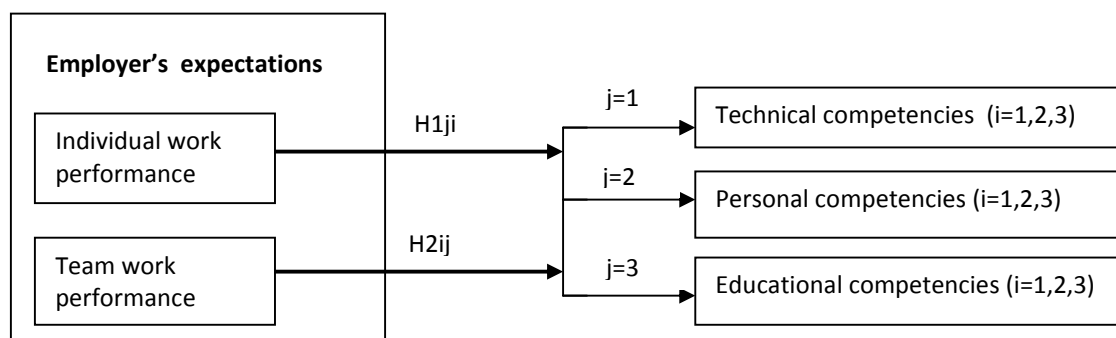 Employer's expectations
Individual work
performance
Team work
performance
H1ji
H2ij
j=1
j=2
j=3
Technical competencies (i=1,2,3)
Personal competencies (i=1,2,3)
Educational competencies (i=1,2,3)